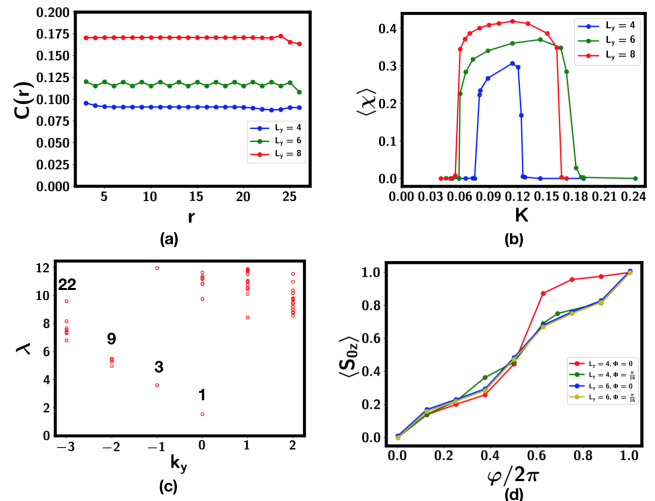 0.200
0.175
0.150
0.125
0.100
0.075
0.050
0.025
0.000
C(r)
5 10 15 20 25
r
L_y = 4
L_y = 6
L_y = 8
(a)
0.4
0.3
0.2
0.1
0.0
⟨χ⟩
0.00 0.03 0.06 0.09 0.12 0.15 0.18 0.21 0.24
K
L_y = 4
L_y = 6
L_y = 8
(b)
12
10
8
6
4
2
0
λ
22
9
3
1
−3 −2 −1 0 1 2
k_y
(c)
1.0
0.8
0.6
0.4
0.2
0.0
⟨S_0z⟩
0.0 0.2 0.4 0.6 0.8 1.0
φ/2π
L_y = 4, Φ = 0
L_y = 4, Φ = π/16
L_y = 6, Φ = 0
L_y = 6, Φ = π/16
(d)